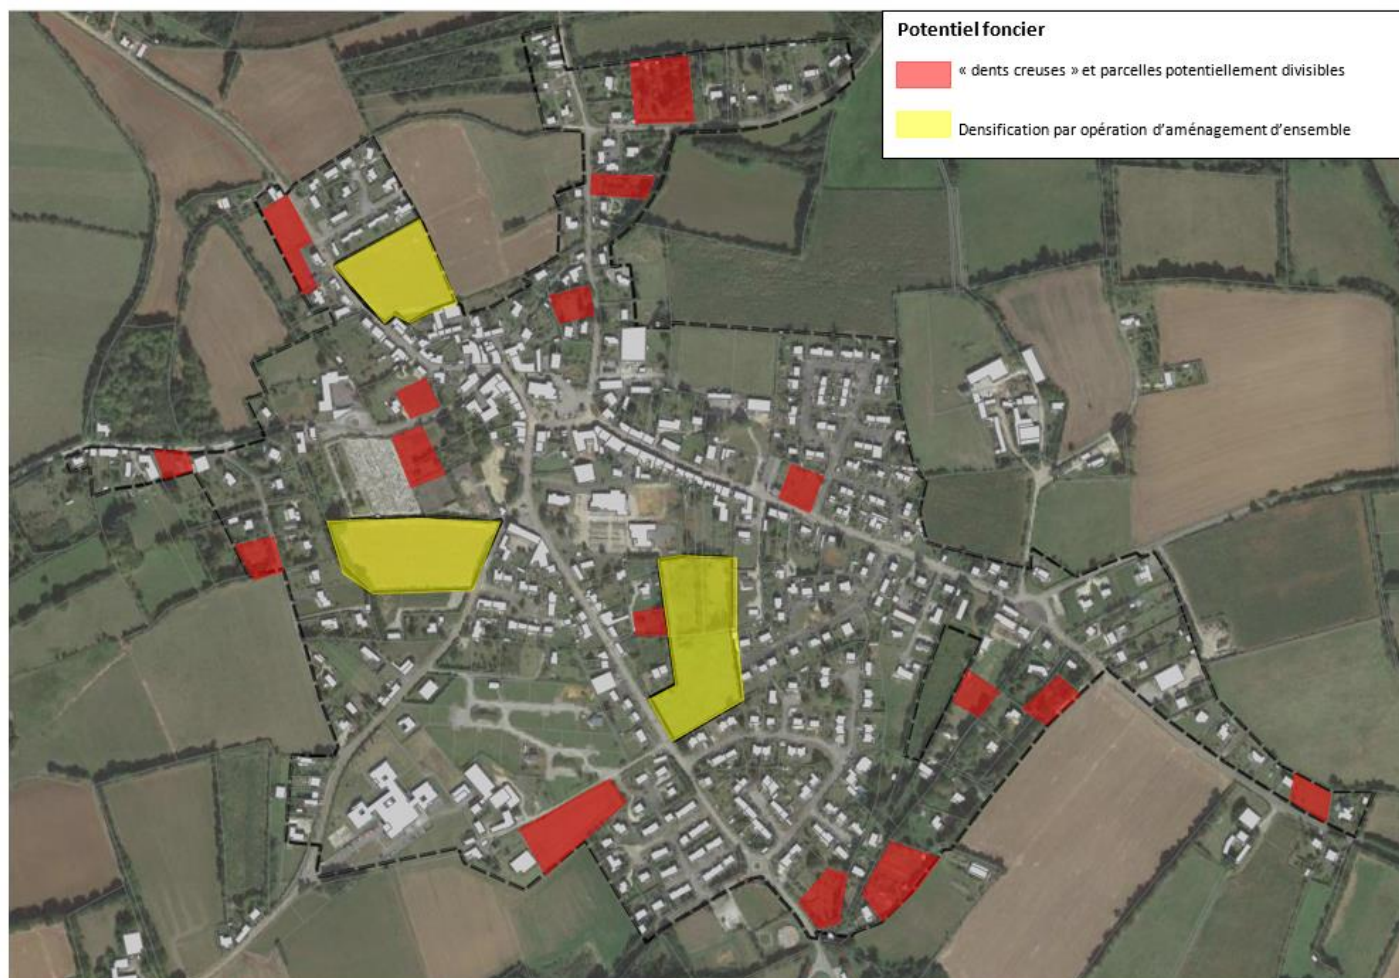 Potentiel foncier
« dents creuses » et parcelles potentiellement divisibles
Densification par opération d’aménagement d’ensemble